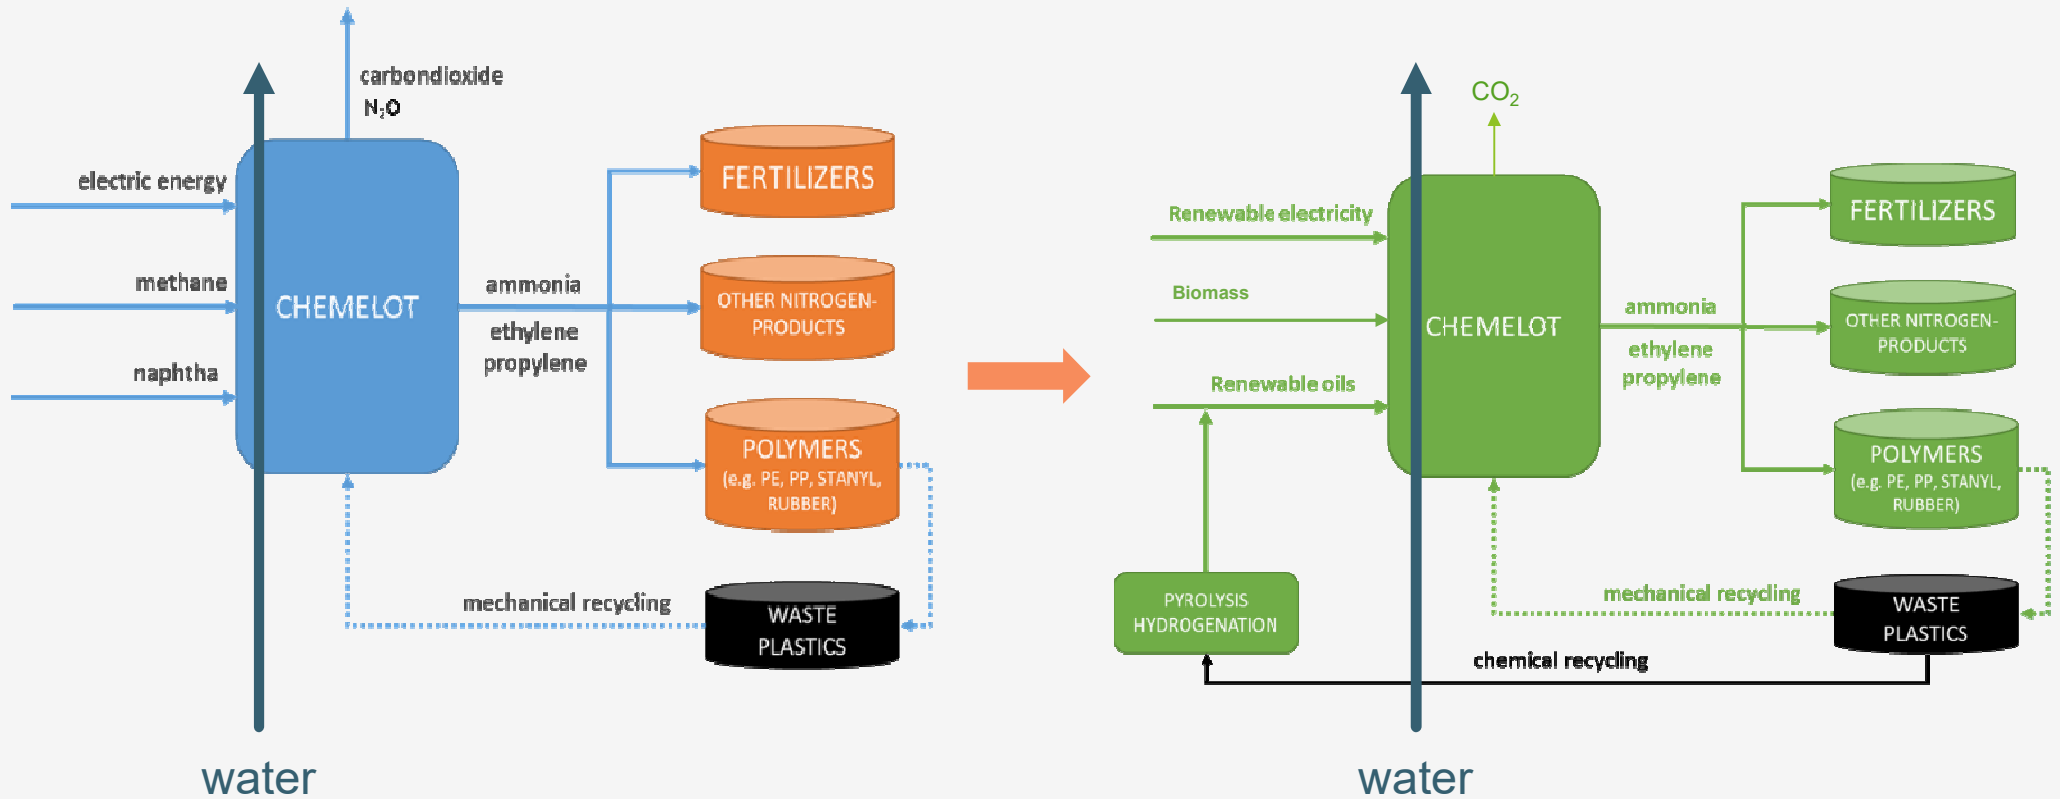 carbondioxide
N₂O
electric energy
methane
naphtha
CHEMELOT
ammonia
ethylene
propylene
FERTILIZERS
OTHER NITROGEN-
PRODUCTS
POLYMERS
(e.g. PE, PP, STANYL,
RUBBER)
mechanical recycling
WASTE
PLASTICS
water
CO₂
Renewable electricity
Biomass
Renewable oils
CHEMELOT
ammonia
ethylene
propylene
FERTILIZERS
OTHER NITROGEN-
PRODUCTS
POLYMERS
(e.g. PE, PP, STANYL,
RUBBER)
PYROLYSIS
HYDROGENATION
mechanical recycling
WASTE
PLASTICS
chemical recycling
water